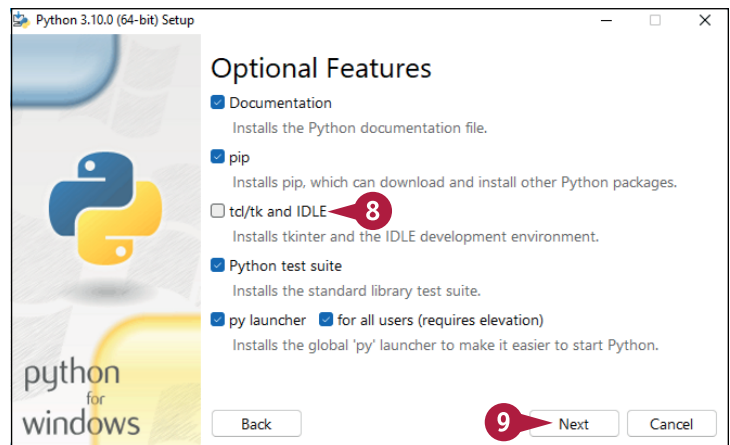 Python 3.10.0 (64-bit) Setup
Optional Features
Documentation
Installs the Python documentation file.
pip
Installs pip, which can download and install other Python packages.
tcl/tk and IDLE 8
Installs tkinter and the IDLE development environment.
Python test suite
Installs the standard library test suite.
py launcher for all users (requires elevation)
Installs the global 'py' launcher to make it easier to start Python.
python
for
windows
Back 9 Next Cancel